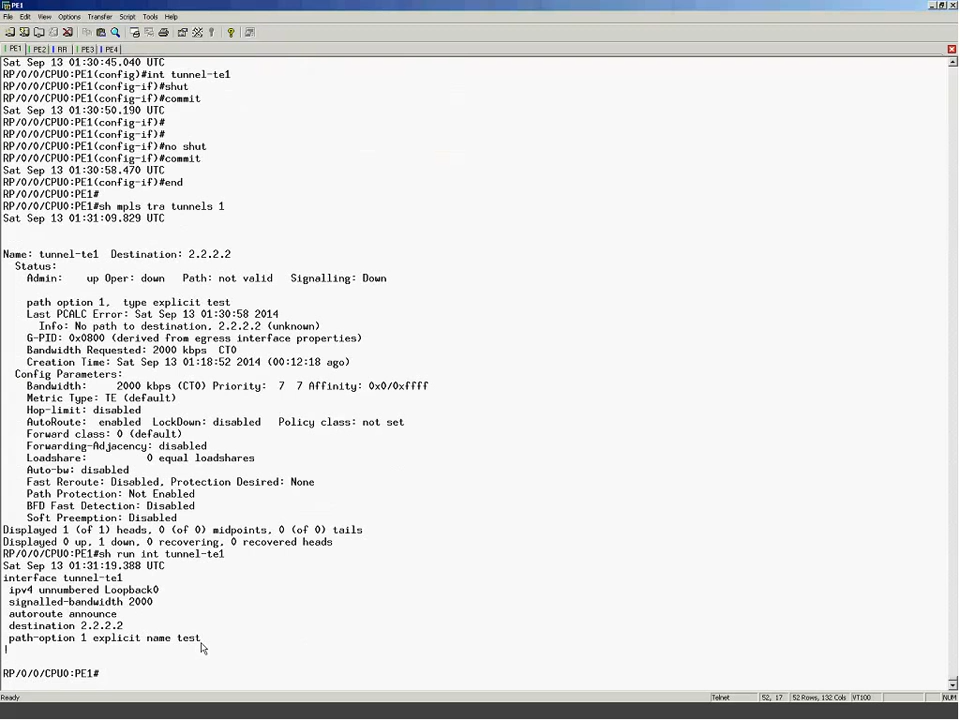 PE1
File Edit View Options Transfer Script Tools Help
PE1 PE2 RR PE3 PE4
Sat Sep 13 01:30:45.040 UTC
RP/0/0/CPU0:PE1(config)#int tunnel-te1
RP/0/0/CPU0:PE1(config-if)#shut
RP/0/0/CPU0:PE1(config-if)#commit
Sat Sep 13 01:30:50.190 UTC
RP/0/0/CPU0:PE1(config-if)#
RP/0/0/CPU0:PE1(config-if)#
RP/0/0/CPU0:PE1(config-if)#no shut
RP/0/0/CPU0:PE1(config-if)#commit
Sat Sep 13 01:30:58.470 UTC
RP/0/0/CPU0:PE1(config-if)#end
RP/0/0/CPU0:PE1#
RP/0/0/CPU0:PE1#sh mpls tra tunnels 1
Sat Sep 13 01:31:09.829 UTC
Name: tunnel-te1 Destination: 2.2.2.2
Status:
Admin: up Oper: down Path: not valid Signalling: Down
path option 1, type explicit test
Last PCALC Error: Sat Sep 13 01:30:58 2014
Info: No path to destination, 2.2.2.2 (unknown)
G-PID: 0x0800 (derived from egress interface properties)
Bandwidth Requested: 2000 kbps CT0
Creation Time: Sat Sep 13 01:18:52 2014 (00:12:18 ago)
Config Parameters:
Bandwidth: 2000 kbps (CT0) Priority: 7 7 Affinity: 0x0/0xffff
Metric Type: TE (default)
Hop-limit: disabled
AutoRoute: enabled LockDown: disabled Policy class: not set
Forward class: 0 (default)
Forwarding-Adjacency: disabled
Loadshare: 0 equal loadshares
Auto-bw: disabled
Fast Reroute: Disabled, Protection Desired: None
Path Protection: Not Enabled
BFD Fast Detection: Disabled
Soft Preemption: Disabled
Displayed 1 (of 1) heads, 0 (of 0) midpoints, 0 (of 0) tails
Displayed 0 up, 1 down, 0 recovering, 0 recovered heads
RP/0/0/CPU0:PE1#sh run int tunnel-te1
Sat Sep 13 01:31:19.388 UTC
interface tunnel-te1
ipv4 unnumbered Loopback0
signalled-bandwidth 2000
autoroute announce
destination 2.2.2.2
path-option 1 explicit name test
!
RP/0/0/CPU0:PE1#
Ready Telnet 52, 17 52 Rows, 132 Cols VT100 NUM